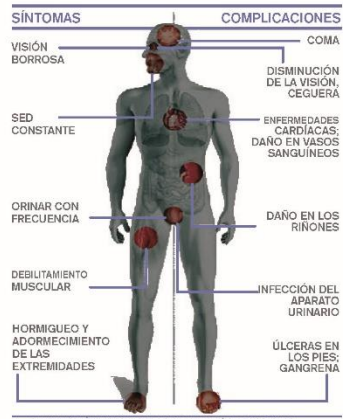 SÍNTOMAS
VISIÓN
BORROSA
SED
CONSTANTE
ORINAR CON
FRECUENCIA
DEBILITAMIENTO
MUSCULAR
HORMIGUEO Y
ADORMECIMIENTO
DE LAS
EXTREMIDADES
COMPLICACIONES
COMA
DISMINUCIÓN
DE LA VISIÓN,
CEGUERA
ENFERMEDADES
CARDÍACAS;
DAÑO EN VASOS
SANGUÍNEOS
DAÑO EN LOS
RIÑONES
INFECCIÓN DEL
APARATO
URINARIO
ÚLCERAS EN
LOS PIES;
GANGRENA